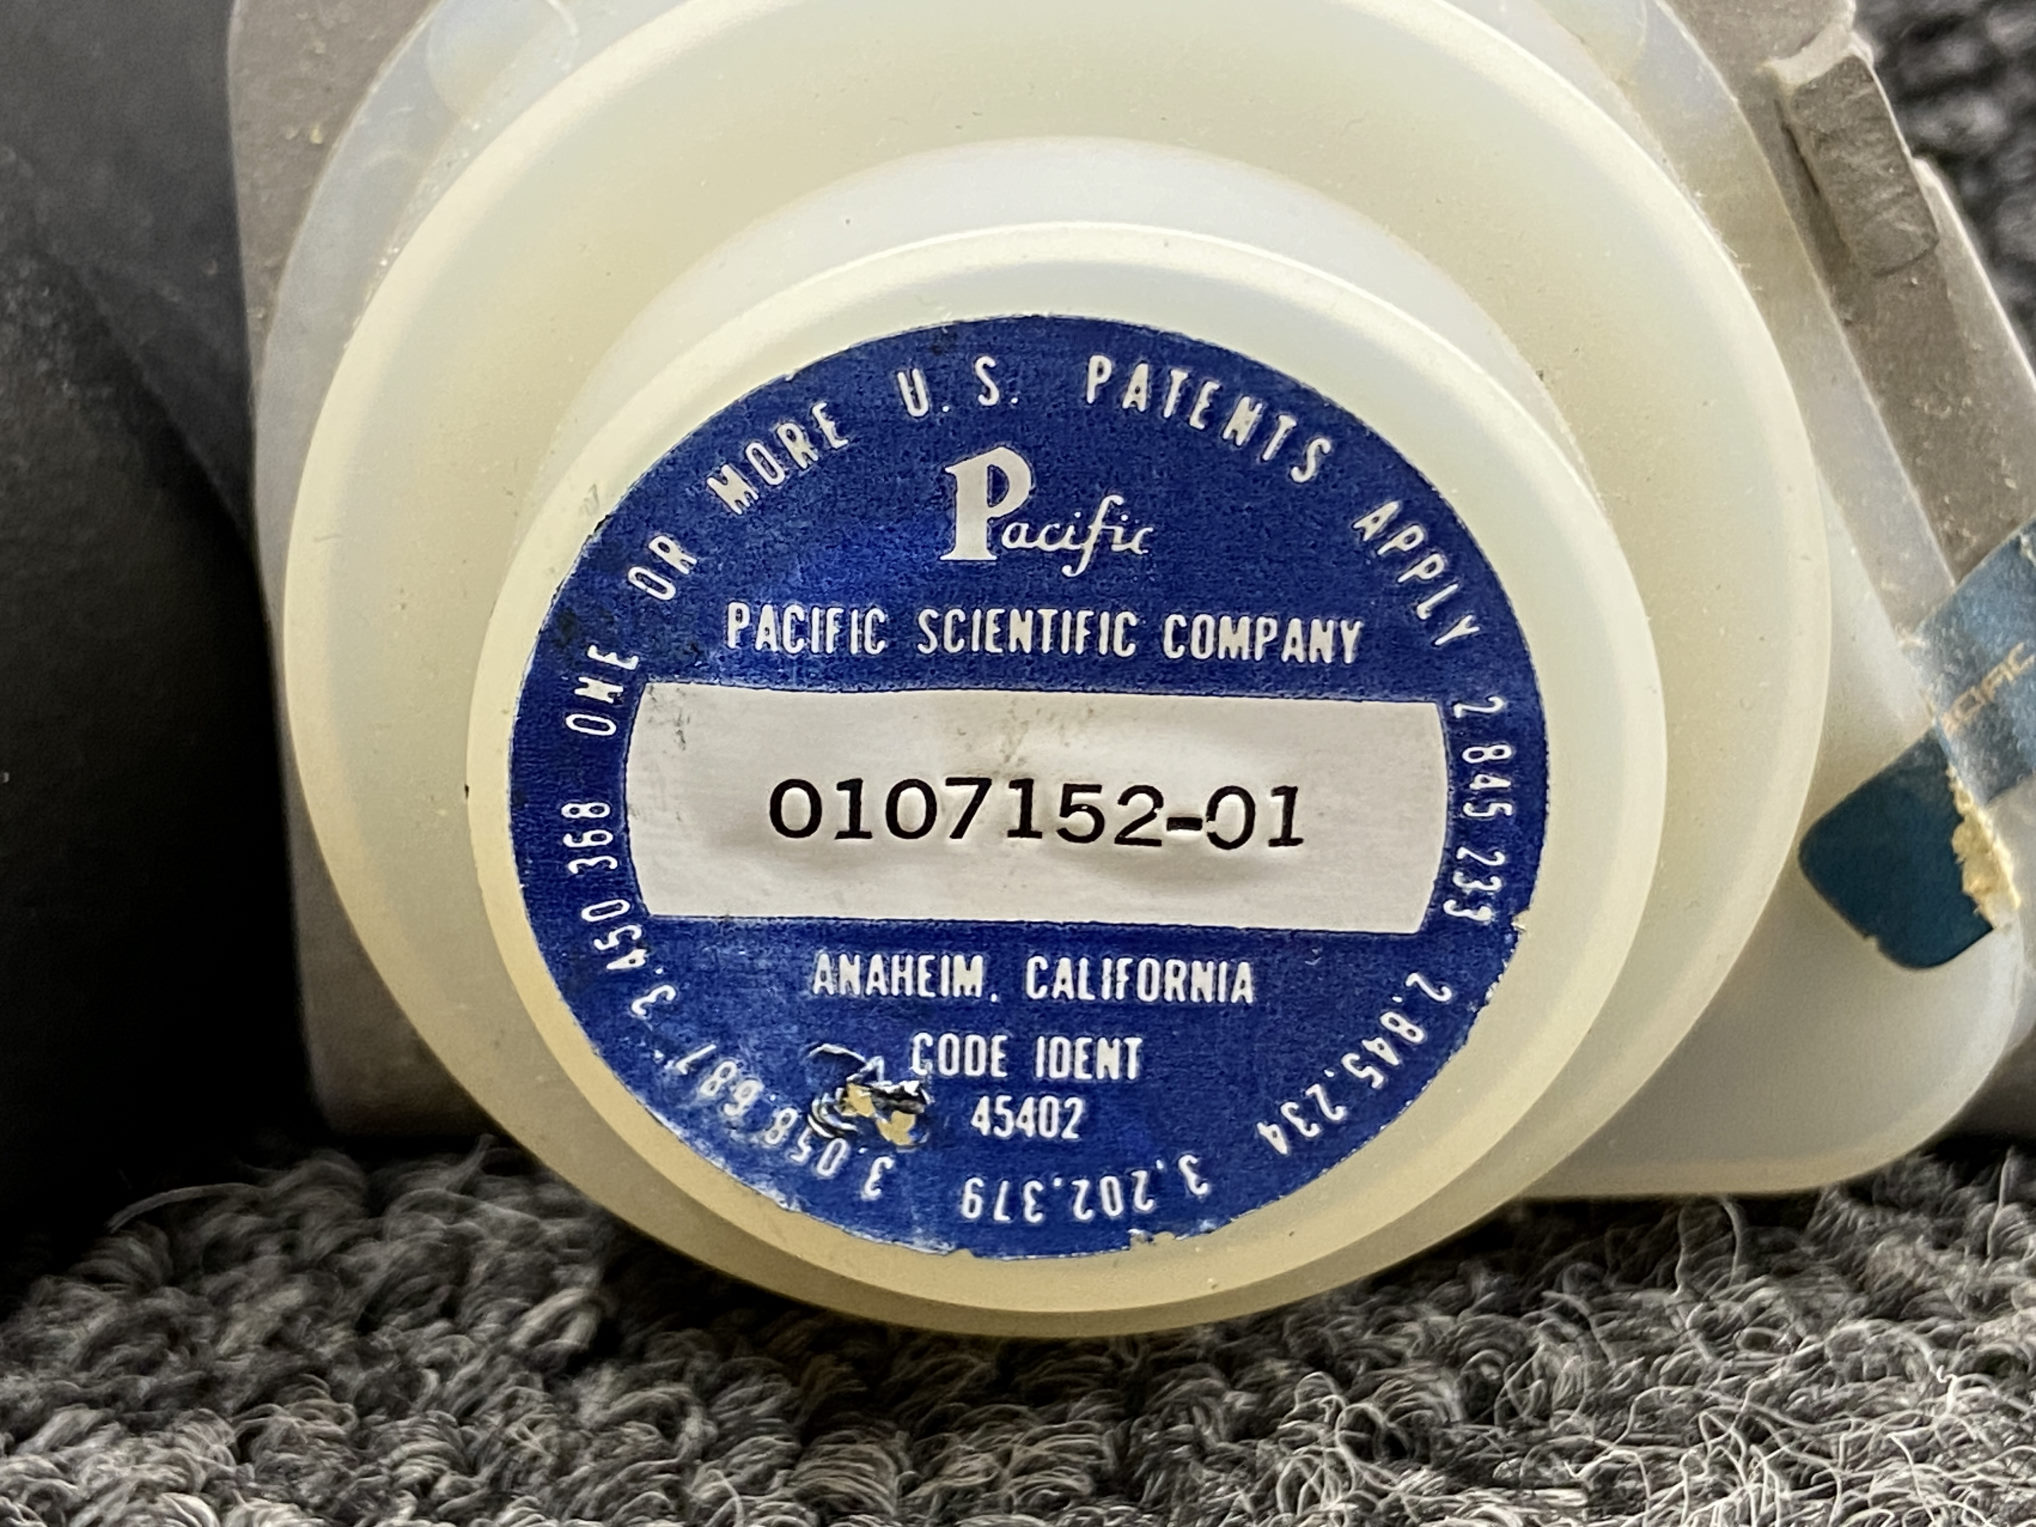 ONE OR MORE U.S. PATENTS APPLY 2 845 233 2.845.234 3.202.379 3.058.687 3.450 368
Pacific
PACIFIC SCIENTIFIC COMPANY
0107152-01
ANAHEIM, CALIFORNIA
CODE IDENT
45402